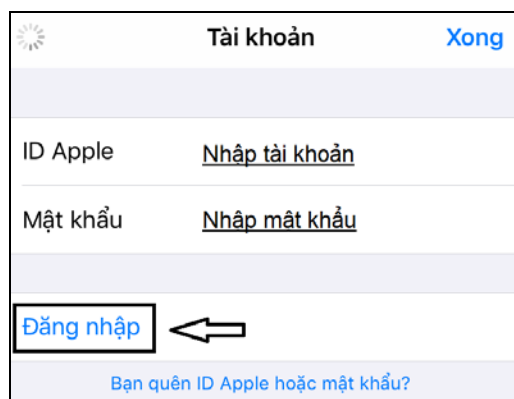 Tài khoản Xong
ID Apple Nhập tài khoản
Mật khẩu Nhập mât khẩu
Đăng nhập
Bạn quên ID Apple hoặc mật khẩu?